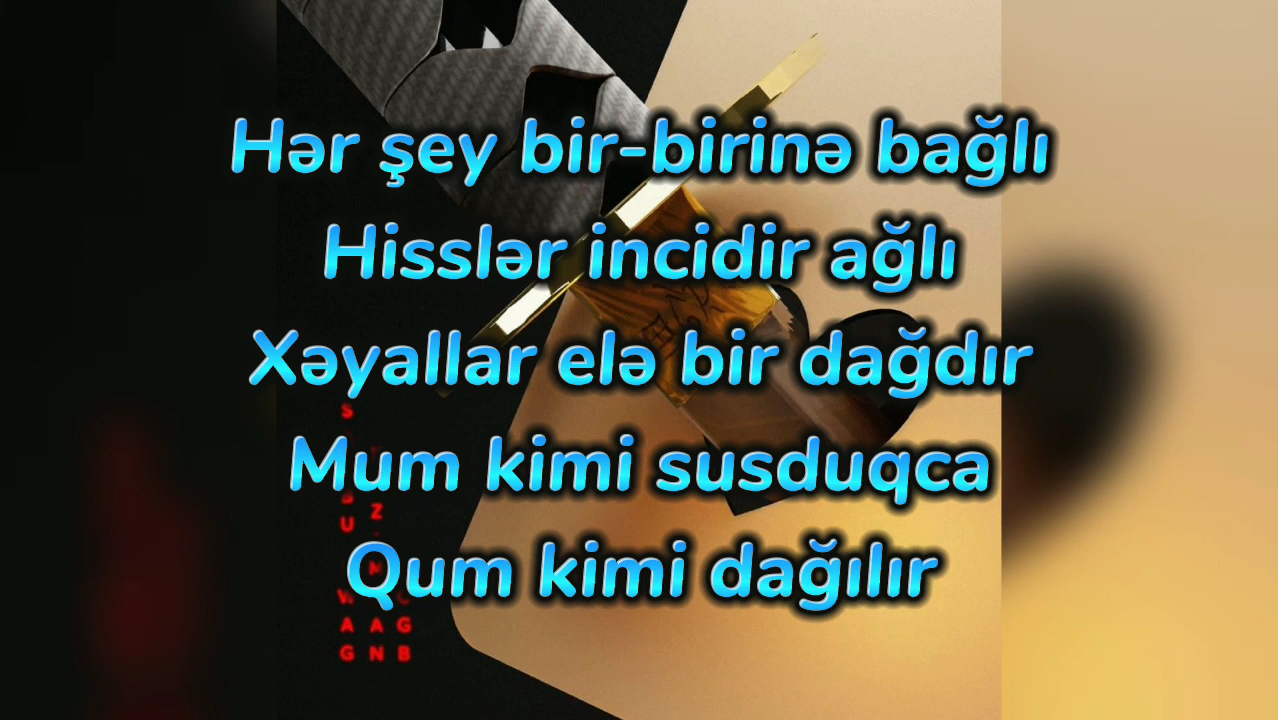 Hər şey bir-birinə bağlı
Hisslər incidir ağlı
Xəyallar elə bir dağdır
Mum kimi susduqca
Qum kimi dağılır